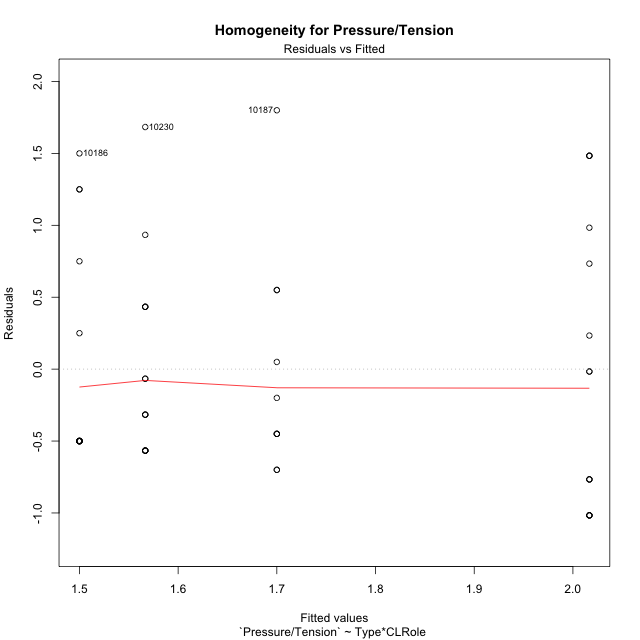 Homogeneity for Pressure/Tension
Residuals vs Fitted
2.0
1.5
1.0
0.5
0.0
-0.5
-1.0
Residuals
10187
10230
10186
1.5 1.6 1.7 1.8 1.9 2.0
Fitted values
`Pressure/Tension` ~ Type*CLRole